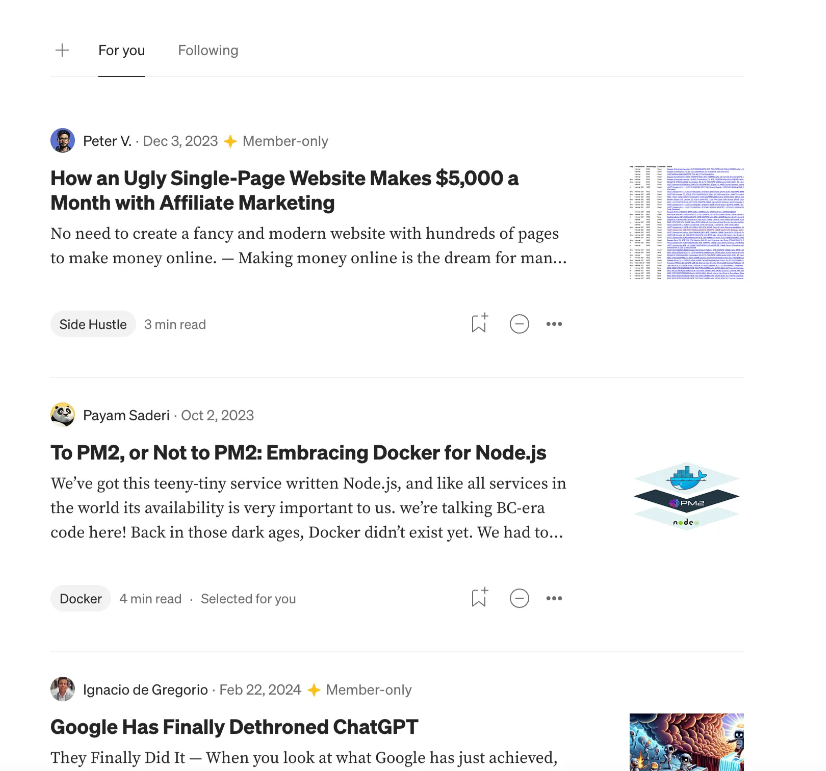 For you Following
Peter V. · Dec 3, 2023 Member-only
How an Ugly Single-Page Website Makes $5,000 a
Month with Affiliate Marketing
No need to create a fancy and modern website with hundreds of pages
to make money online. — Making money online is the dream for man…
Side Hustle 3 min read
Payam Saderi · Oct 2, 2023
To PM2, or Not to PM2: Embracing Docker for Node.js
We’ve got this teeny-tiny service written Node.js, and like all services in
the world its availability is very important to us. we’re talking BC-era
code here! Back in those dark ages, Docker didn’t exist yet. We had to…
PM2
node
Docker 4 min read · Selected for you
Ignacio de Gregorio · Feb 22, 2024 Member-only
Google Has Finally Dethroned ChatGPT
They Finally Did It — When you look at what Google has just achieved,